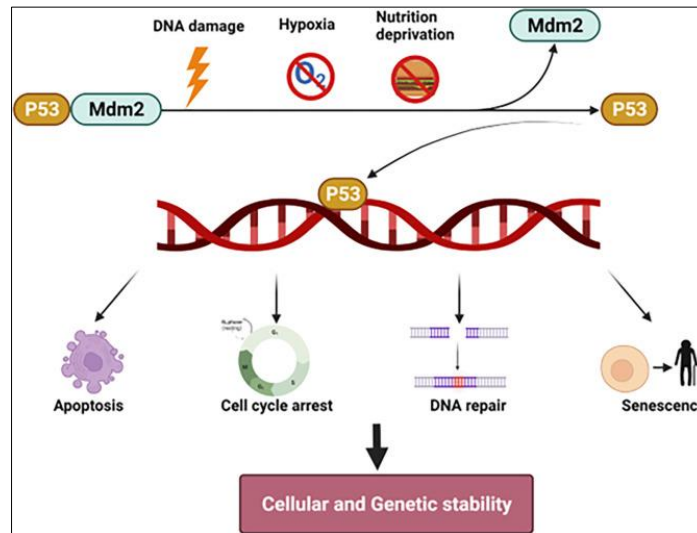 DNA damage
Hypoxia
Nutrition
deprivation
Mdm2
O2
P53
Mdm2
P53
P53
Apoptosis
Cell cycle arrest
DNA repair
Senescenc
Cellular and Genetic stability